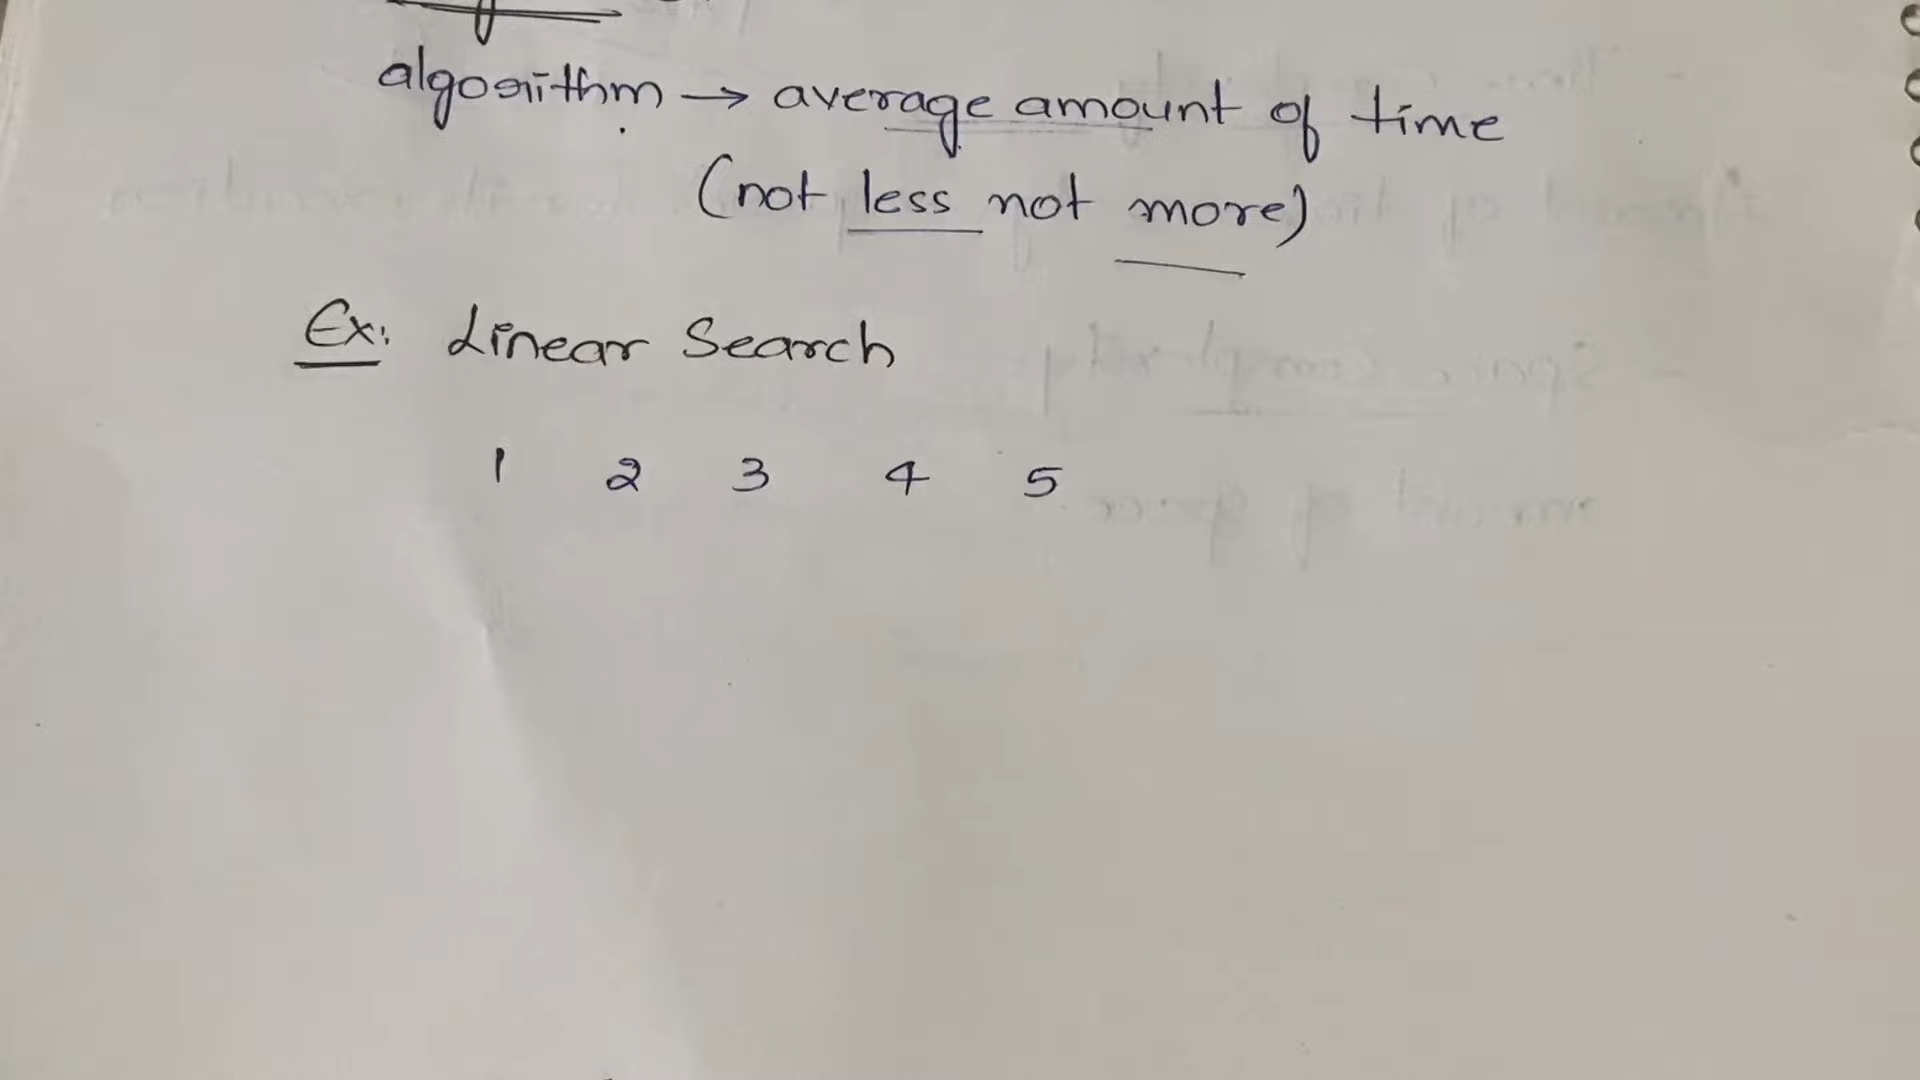 algorithm → average amount of time
(not less not more)
Ex: Linear Search
1 2 3 4 5